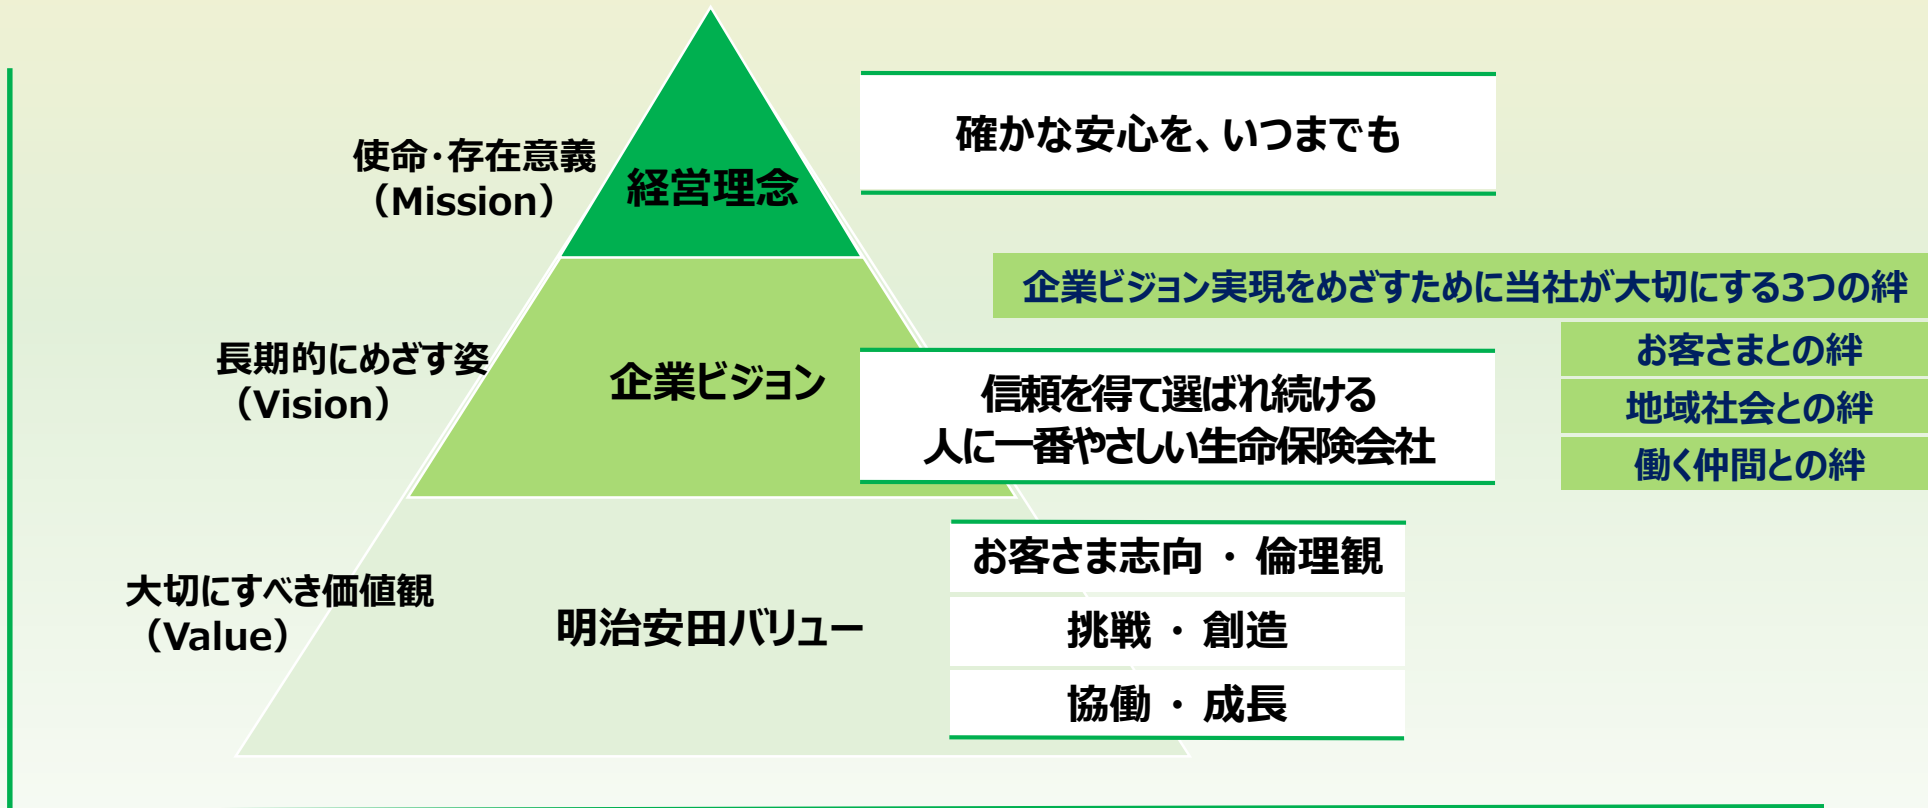 使命・存在意義
（Mission）
経営理念
確かな安心を、いつまでも
企業ビジョン実現をめざすために当社が大切にする3つの絆
お客さまとの絆
地域社会との絆
働く仲間との絆
長期的にめざす姿
（Vision）
企業ビジョン
信頼を得て選ばれ続ける
人に一番やさしい生命保険会社
大切にすべき価値観
（Value）
明治安田バリュー
お客さま志向 ・ 倫理観
挑戦 ・ 創造
協働 ・ 成長